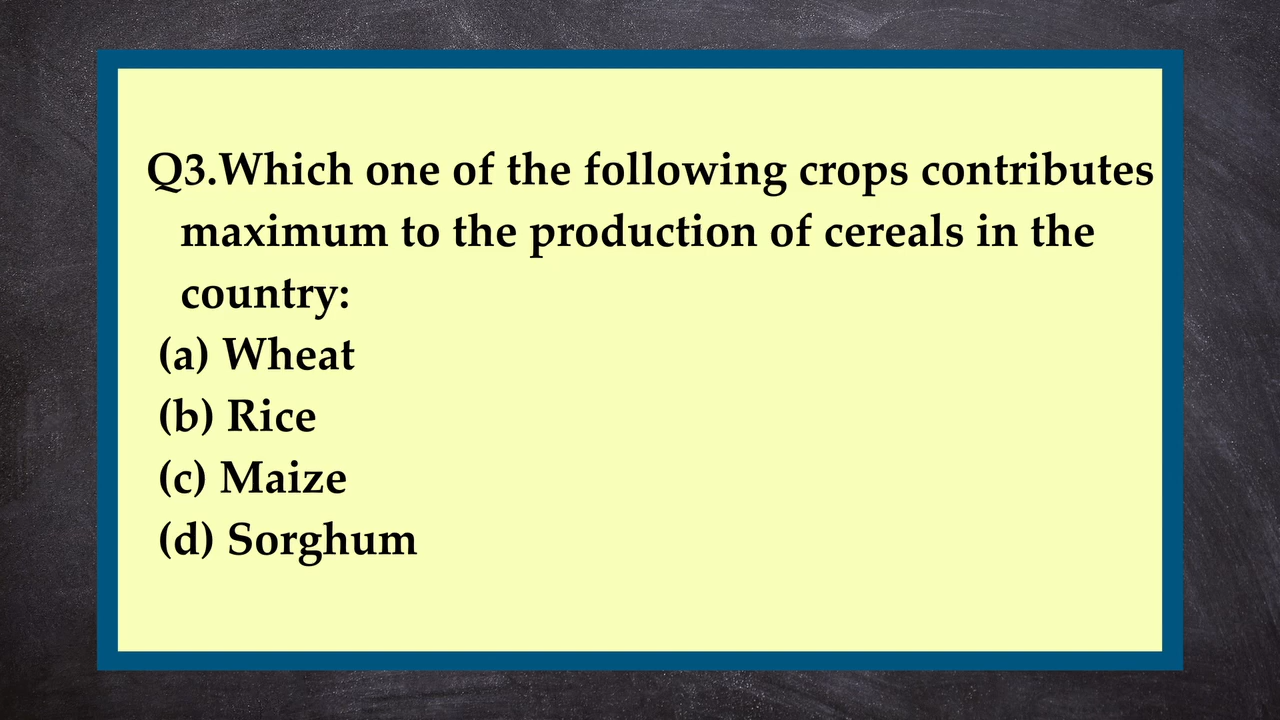 Q3.Which one of the following crops contributes
maximum to the production of cereals in the
country:
(a) Wheat
(b) Rice
(c) Maize
(d) Sorghum